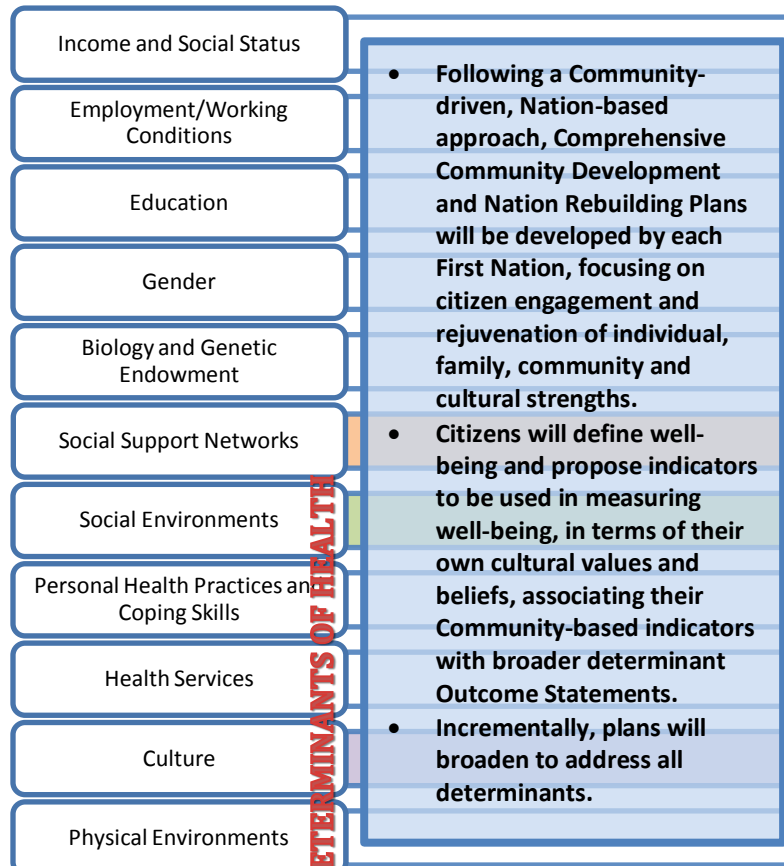 Income and Social Status
Employment/Working
Conditions
Education
Gender
Biology and Genetic
Endowment
Social Support Networks
Social Environments
Personal Health Practices and
Coping Skills
Health Services
Culture
Physical Environments
ETERMINANTS OF HEALTH
• Following a Community-
driven, Nation-based
approach, Comprehensive
Community Development
and Nation Rebuilding Plans
will be developed by each
First Nation, focusing on
citizen engagement and
rejuvenation of individual,
family, community and
cultural strengths.
• Citizens will define well-
being and propose indicators
to be used in measuring
well-being, in terms of their
own cultural values and
beliefs, associating their
Community-based indicators
with broader determinant
Outcome Statements.
• Incrementally, plans will
broaden to address all
determinants.